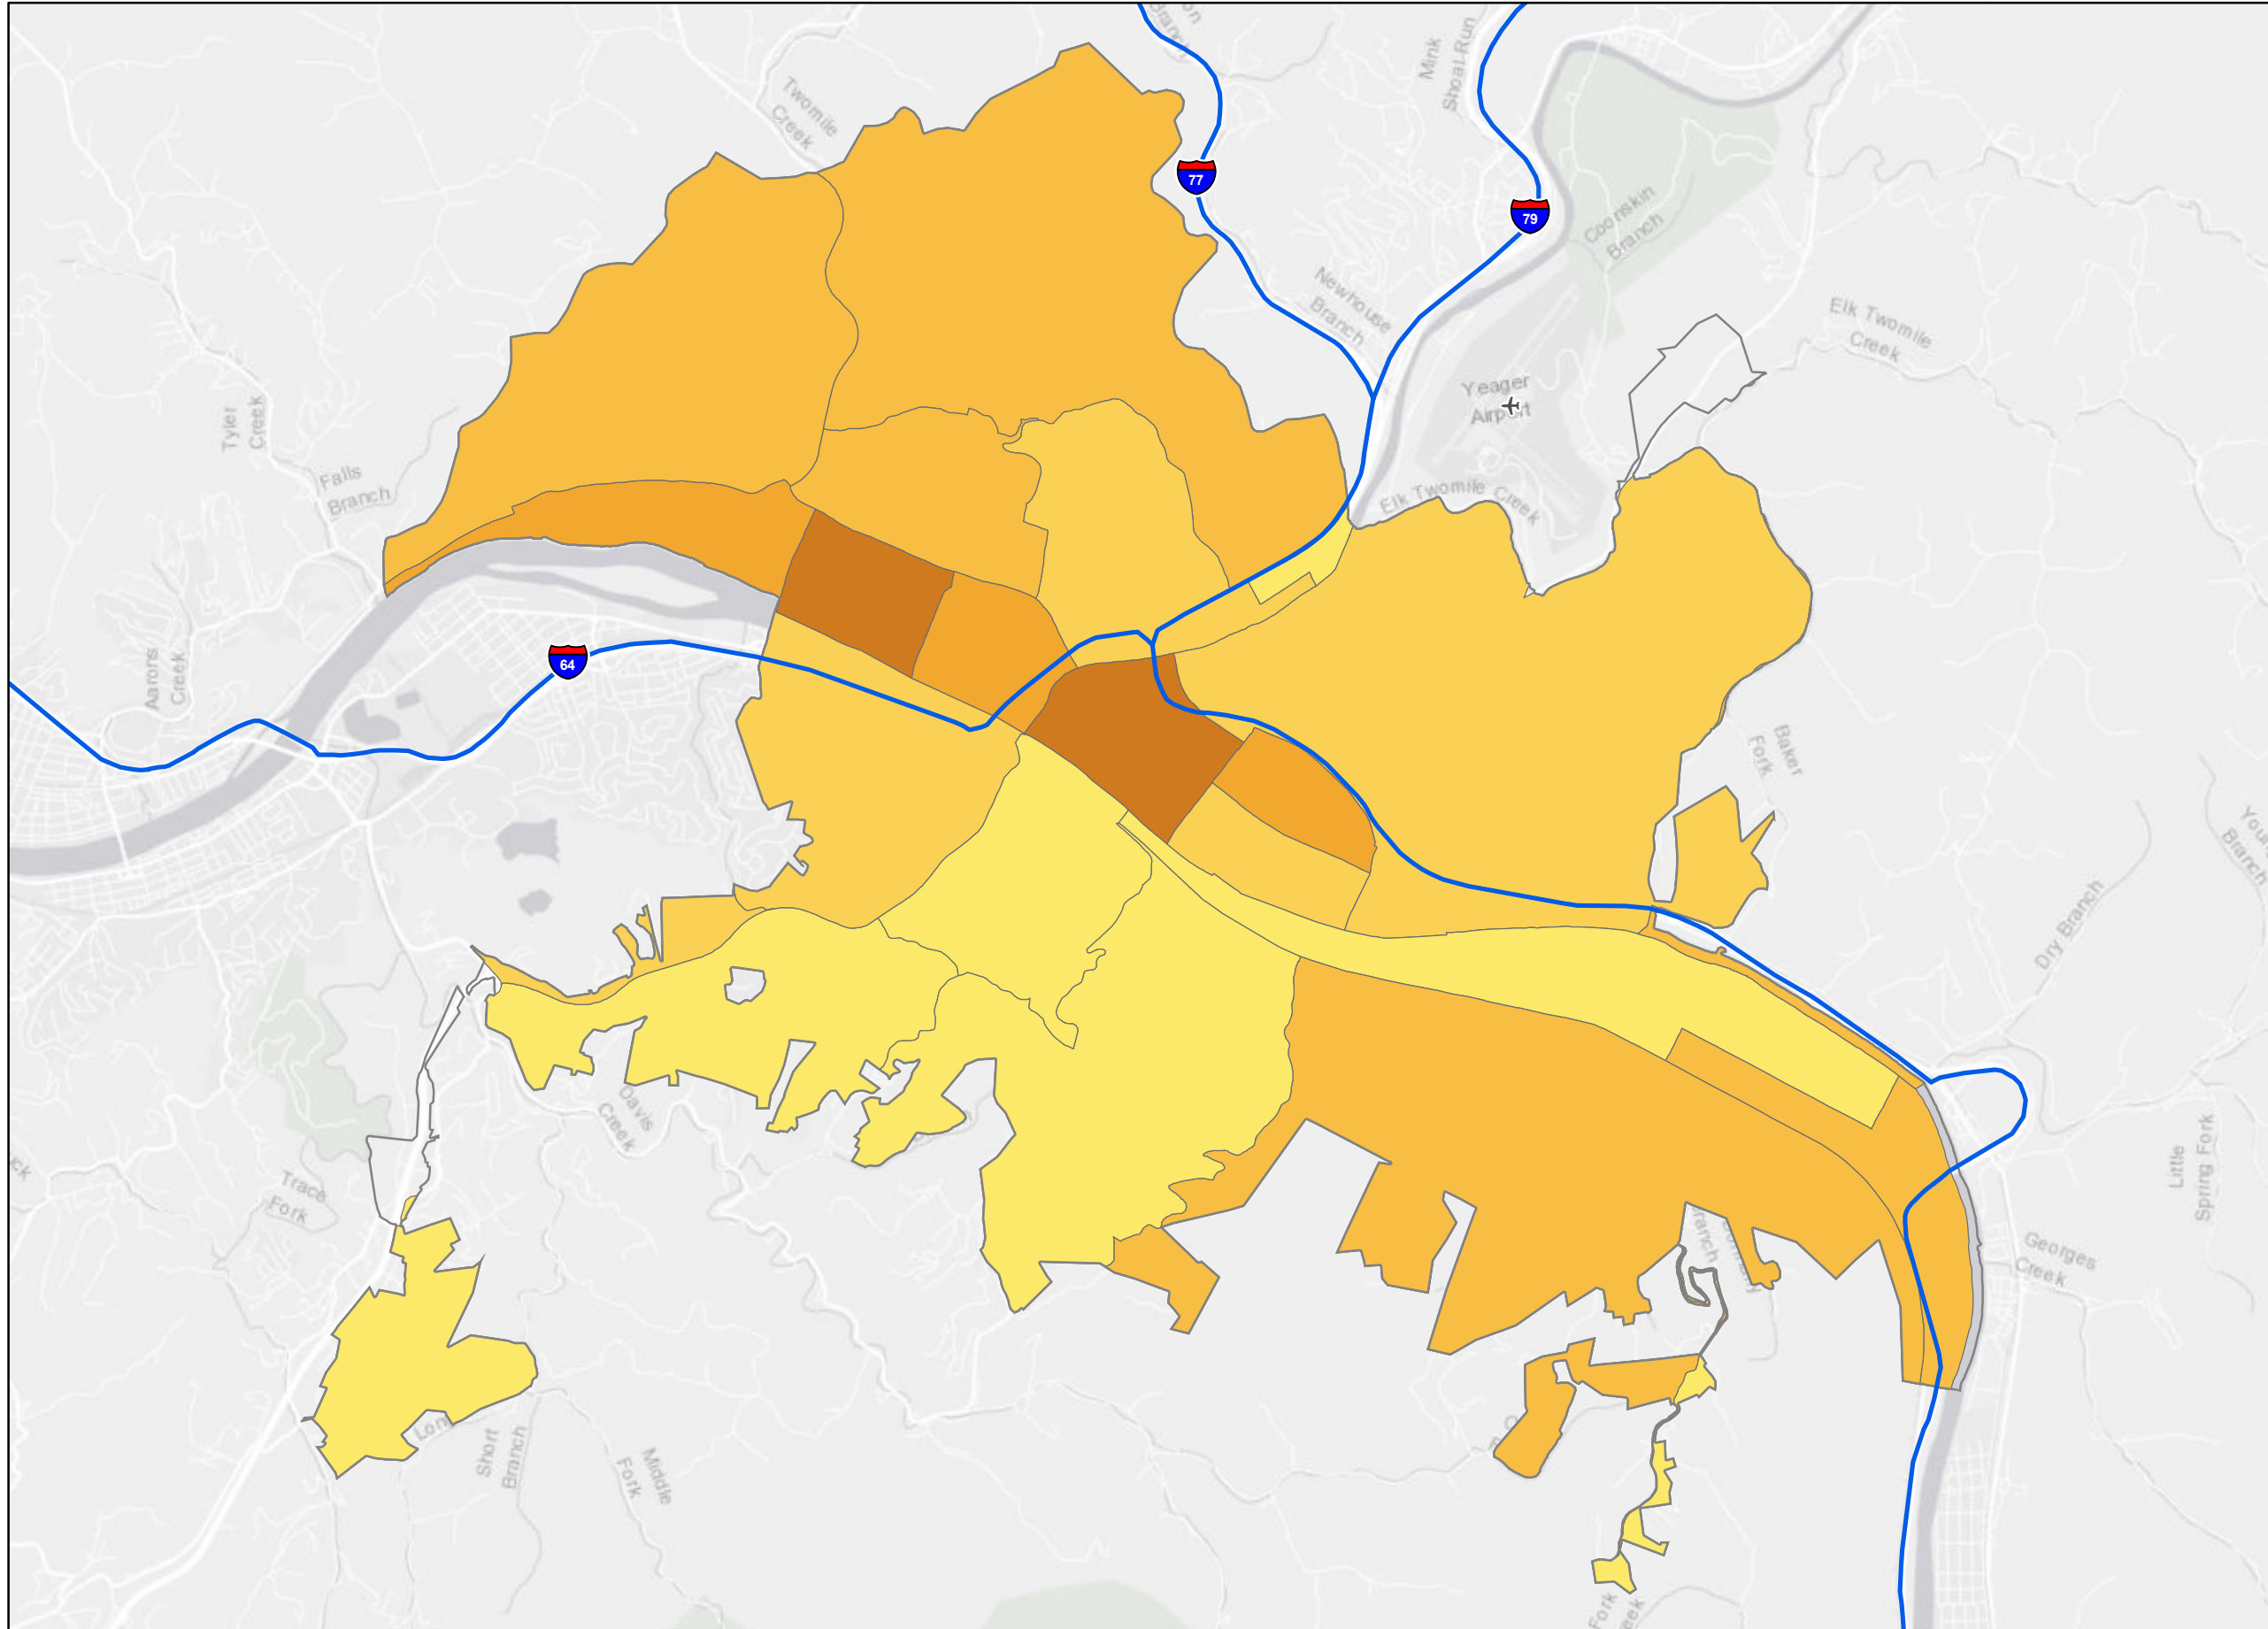 Mink
Shoal Run
Twomile
Creek
77
79
Coonskin
Branch
Newhouse
Branch
Elk Twomile
Creek
Yeager
Airport
Tyler
Creek
Falls
Branch
Elk Twomile Creek
64
Aarons
Creek
Baker
Fork
Branch
Dry Branch
Davis
Creek
Little
Spring Fork
Trace
Fork
Georges
Creek
Short
Branch
Middle
Fork
Fork